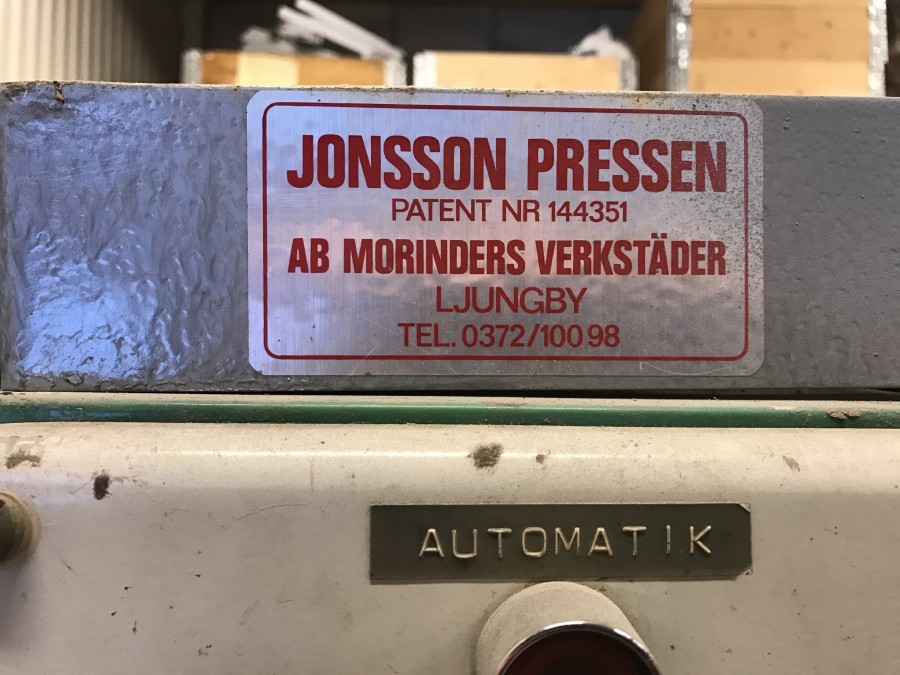 JONSSON PRESSEN
PATENT NR 144351
AB MORINDERS VERKSTÄDER
LJUNGBY
TEL. 0372/100 98
AUTOMATIK